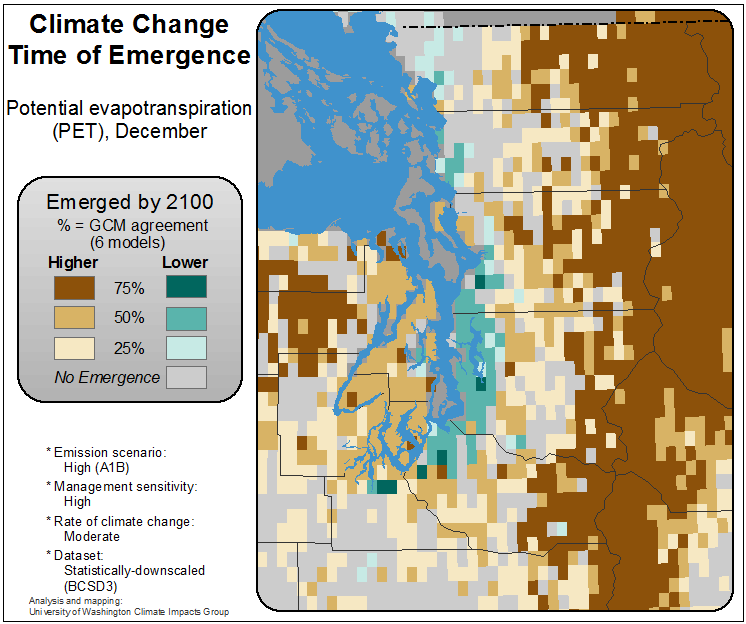 Climate Change
Time of Emergence
Potential evapotranspiration
(PET), December
Emerged by 2100
% = GCM agreement
(6 models)
Higher Lower
75%
50%
25%
No Emergence
* Emission scenario:
High (A1B)
* Management sensitivity:
High
* Rate of climate change:
Moderate
* Dataset:
Statistically-downscaled
(BCSD3)
Analysis and mapping:
University of Washington Climate Impacts Group